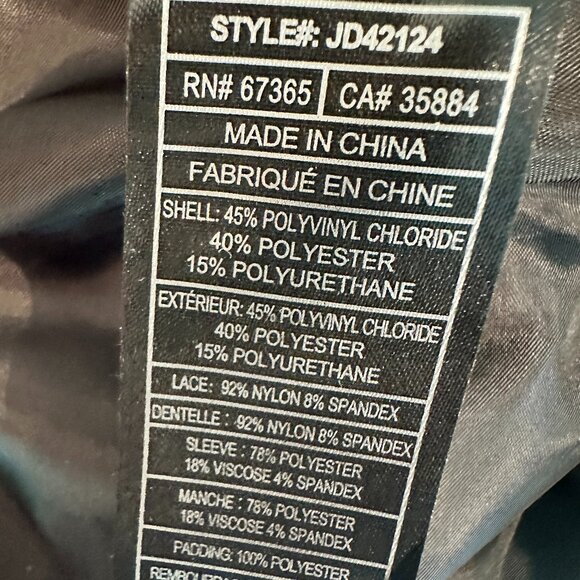 STYLE#: JD42124
RN# 67365 CA# 35884
MADE IN CHINA
FABRIQUÉ EN CHINE
SHELL: 45% POLYVINYL CHLORIDE
40% POLYESTER
15% POLYURETHANE
EXTÉRIEUR: 45% POLYVINYL CHLORIDE
40% POLYESTER
15% POLYURETHANE
LACE: 92% NYLON 8% SPANDEX
DENTELLE: 92% NYLON 8% SPANDEX
SLEEVE: 78% POLYESTER
18% VISCOSE 4% SPANDEX
MANCHE: 78% POLYESTER
18% VISCOSE 4% SPANDEX
PADDING: 100% POLYESTER